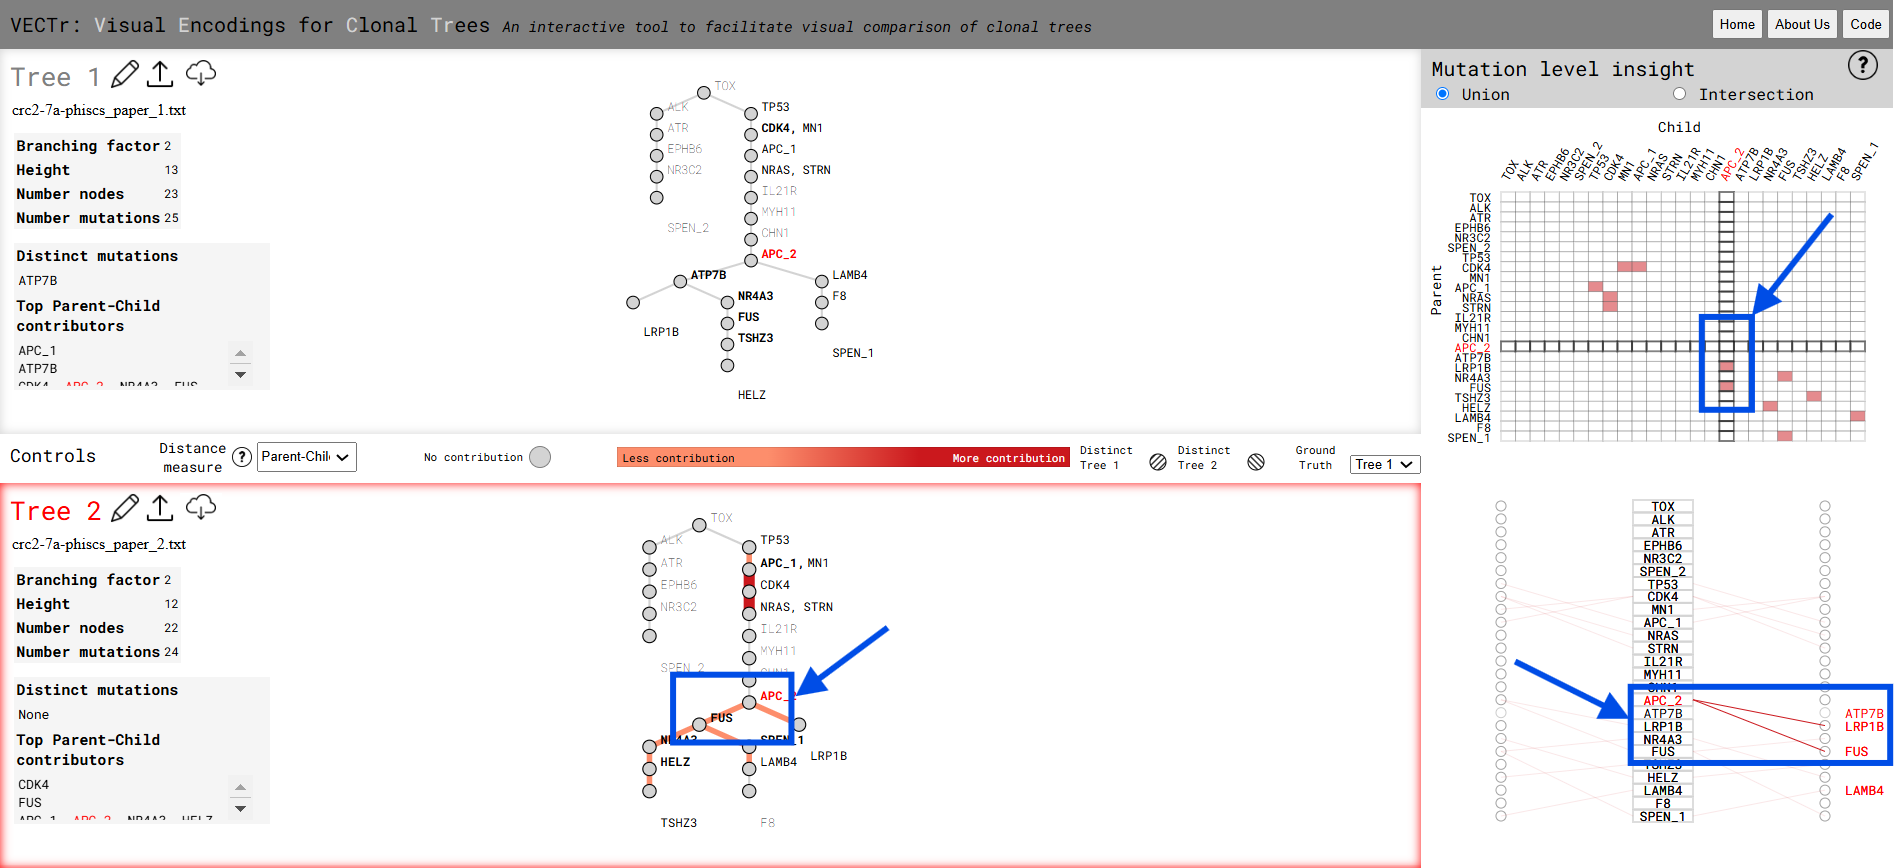 VECTr: Visual Encodings for Clonal Trees An interactive tool to facilitate visual comparison of clonal trees
Home
About Us
Code
Tree 1
crc2-7a-phiscs_paper_1.txt
Branching factor 2
Height 13
Number nodes 23
Number mutations 25
Distinct mutations
ATP7B
Top Parent-Child
contributors
APC_1
ATP7B
CDK4 APC_2 NR4A3 FUS
TOX
ALK
ATR
EPHB6
NR3C2
SPEN_2
TP53
CDK4, MN1
APC_1
NRAS, STRN
IL21R
MYH11
CHN1
APC_2
ATP7B
LRP1B
NR4A3
FUS
TSHZ3
HELZ
LAMB4
F8
SPEN_1
Mutation level insight
?
Union
Intersection
Child
TOX
ALK
ATR
EPHB6
NR3C2
SPEN_2
TP53
CDK4
MN1
APC_1
NRAS
STRN
IL21R
MYH11
CHN1
APC_2
ATP7B
LRP1B
NR4A3
FUS
TSHZ3
HELZ
LAMB4
F8
SPEN_1
Parent
TOX
ALK
ATR
EPHB6
NR3C2
SPEN_2
TP53
CDK4
MN1
APC_1
NRAS
STRN
IL21R
MYH11
CHN1
APC_2
ATP7B
LRP1B
NR4A3
FUS
TSHZ3
HELZ
LAMB4
F8
SPEN_1
Controls
Distance
measure
?
Parent-Chil
No contribution
Less contribution
More contribution
Distinct
Tree 1
Distinct
Tree 2
Ground
Truth
Tree 1
Tree 2
crc2-7a-phiscs_paper_2.txt
Branching factor 2
Height 12
Number nodes 22
Number mutations 24
Distinct mutations
None
Top Parent-Child
contributors
CDK4
FUS
APC_1 APC_2 NR4A3 HELZ
TOX
ALK
ATR
EPHB6
NR3C2
SPEN_2
TP53
APC_1, MN1
CDK4
NRAS, STRN
IL21R
MYH11
CHN1
APC_2
FUS
NR4A3
HELZ
TSHZ3
SPEN_1
LAMB4
F8
LRP1B
TOX
ALK
ATR
EPHB6
NR3C2
SPEN_2
TP53
CDK4
MN1
APC_1
NRAS
STRN
IL21R
MYH11
CHN1
APC_2
ATP7B
LRP1B
NR4A3
FUS
TSHZ3
HELZ
LAMB4
F8
SPEN_1
ATP7B
LRP1B
FUS
LAMB4